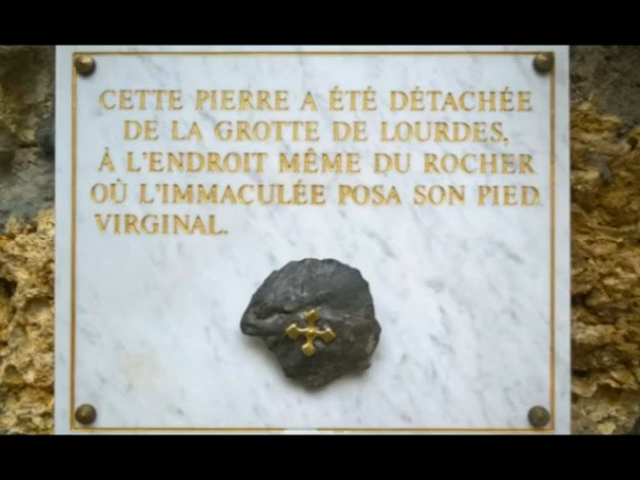 CETTE PIERRE A ÉTÉ DÉTACHÉE
DE LA GROTTE DE LOURDES,
À L'ENDROIT MÊME DU ROCHER
OÙ L'IMMACULÉE POSA SON PIED
VIRGINAL.